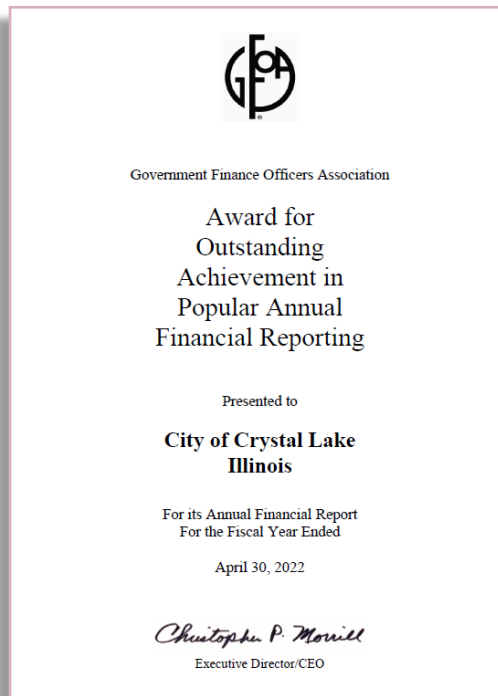 GFOA
Government Finance Officers Association
Award for
Outstanding
Achievement in
Popular Annual
Financial Reporting
Presented to
City of Crystal Lake
Illinois
For its Annual Financial Report
For the Fiscal Year Ended
April 30, 2022
Christopher P. Morrill
Executive Director/CEO